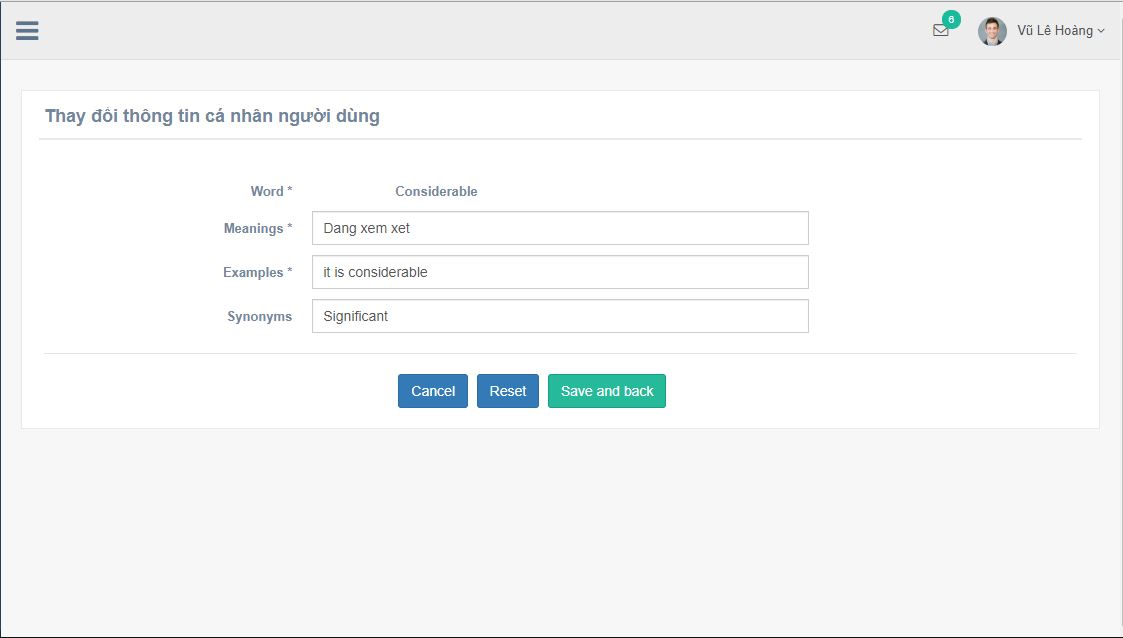 6
Vũ Lê Hoàng
Thay đổi thông tin cá nhân người dùng
Word * Considerable
Meanings * Dang xem xet
Examples * it is considerable
Synonyms Significant
Cancel Reset Save and back